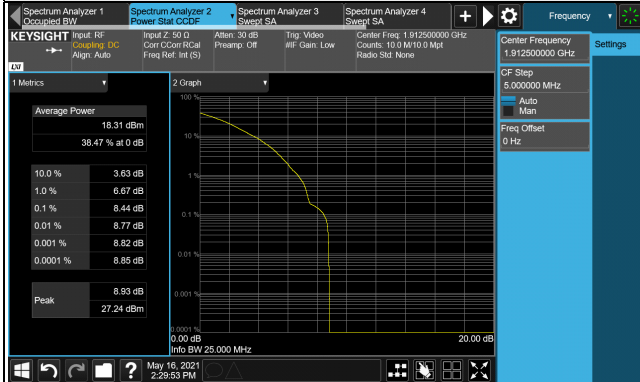 Spectrum Analyzer 1
Occupied BW
Spectrum Analyzer 2
Power Stat CCDF
Spectrum Analyzer 3
Swept SA
Spectrum Analyzer 4
Swept SA
Frequency
KEYSIGHT
LXI
Input: RF
Coupling: DC
Align: Auto
Input Z: 50 Ω
Corr CCorr RCal
Freq Ref: Int (S)
Atten: 30 dB
Preamp: Off
Trig: Video
#IF Gain: Low
Center Freq: 1.912500000 GHz
Counts: 10.0 M/10.0 Mpt
Radio Std: None
Center Frequency
1.912500000 GHz
Settings
CF Step
5.000000 MHz
Auto
Man
Freq Offset
0 Hz
1 Metrics
Average Power
18.31 dBm
38.47 % at 0 dB
10.0 % 3.63 dB
1.0 % 6.67 dB
0.1 % 8.44 dB
0.01 % 8.77 dB
0.001 % 8.82 dB
0.0001 % 8.85 dB
Peak
8.93 dB
27.24 dBm
2 Graph
100 %
10 %
1 %
0.1 %
0.01 %
0.001 %
0.0001 %
0.00 dB 20.00 dB
Info BW 25.000 MHz
?
May 16, 2021
2:29:53 PM